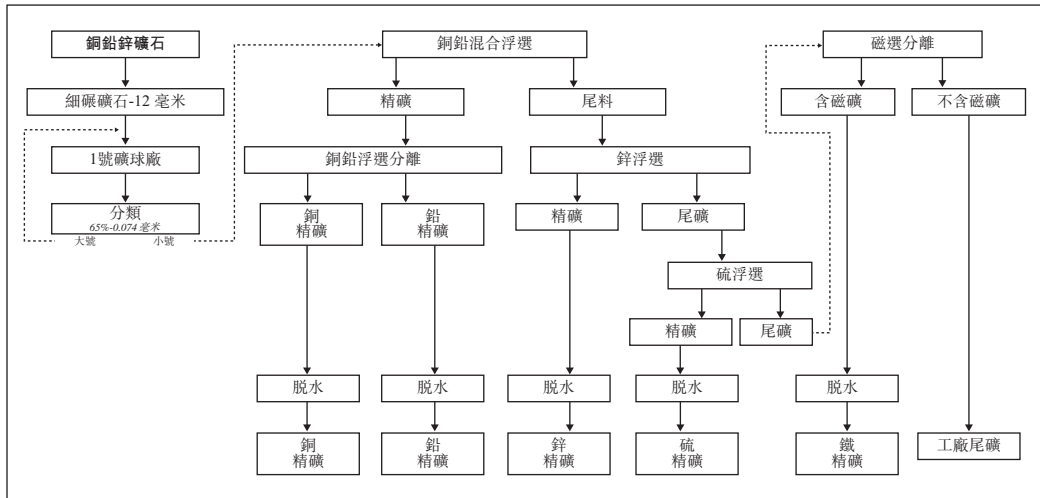 銅鉛鋅礦石
細碾礦石-12 毫米
1號礦球廠
分類
65%-0.074 毫米
大號
小號
銅鉛混合浮選
精礦
尾料
銅鉛浮選分離
鋅浮選
銅
精礦
鉛
精礦
精礦
尾礦
硫浮選
精礦
尾礦
磁選分離
含磁礦
不含磁礦
脫水
脫水
脫水
脫水
脫水
銅
精礦
鉛
精礦
鋅
精礦
硫
精礦
鐵
精礦
工廠尾礦